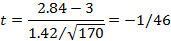 t = (2.84 − 3) / (1.42/√170) = −1/46